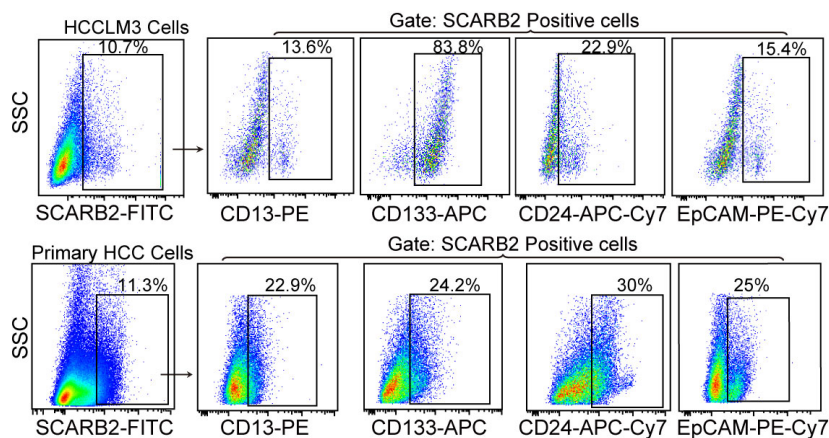 HCCLM3 Cells
Gate: SCARB2 Positive cells
10.7%
13.6%
83.8%
22.9%
15.4%
SSC
SCARB2-FITC
CD13-PE
CD133-APC
CD24-APC-Cy7
EpCAM-PE-Cy7
Primary HCC Cells
Gate: SCARB2 Positive cells
11.3%
22.9%
24.2%
30%
25%
SSC
SCARB2-FITC
CD13-PE
CD133-APC
CD24-APC-Cy7
EpCAM-PE-Cy7